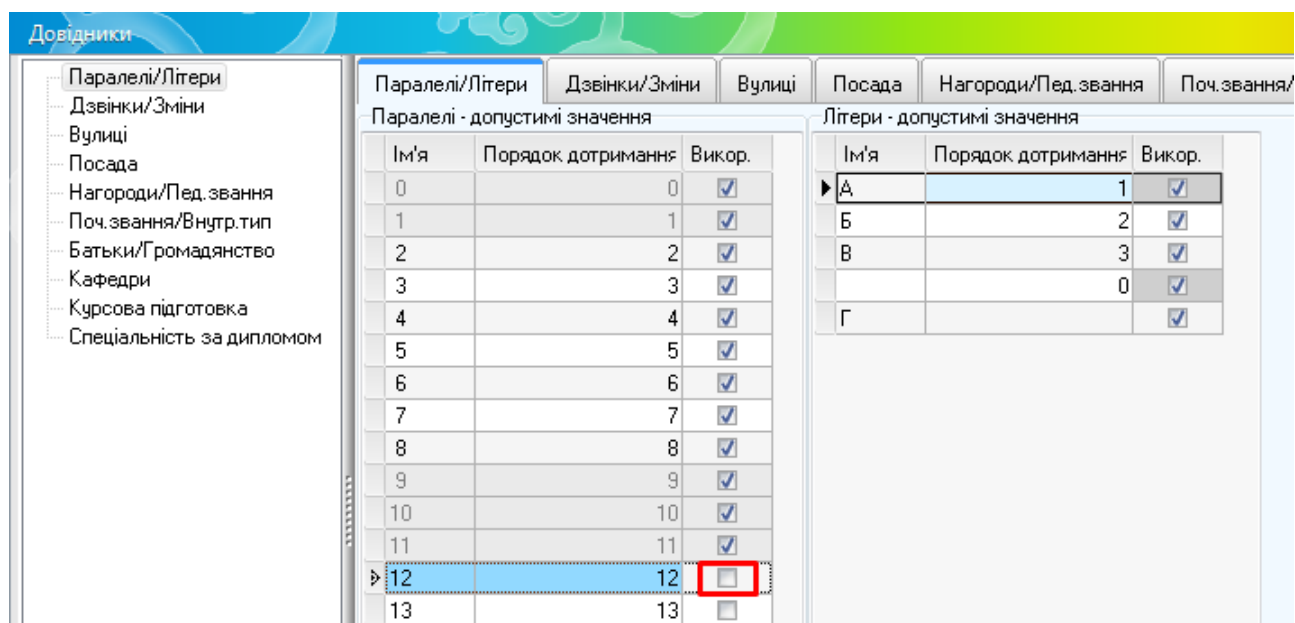 Довідники
Паралелі/Літери
Дзвінки/Зміни
Вулиці
Посада
Нагороди/Пед.звання
Поч.звання/Внутр.тип
Батьки/Громадянство
Кафедри
Курсова підготовка
Спеціальність за дипломом
Паралелі/Літери Дзвінки/Зміни Вулиці Посада Нагороди/Пед.звання Поч.звання/
Паралелі - допустимі значення
Ім'я Порядок дотримання Викор.
0 0
1 1
2 2
3 3
4 4
5 5
6 6
7 7
8 8
9 9
10 10
11 11
12 12
13 13
Літери - допустимі значення
Ім'я Порядок дотримання Викор.
А 1
Б 2
В 3
0
Г